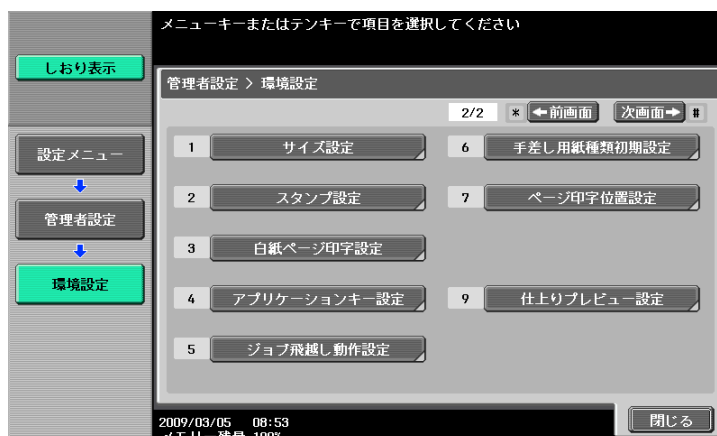 メニューキーまたはテンキーで項目を選択してください
しおり表示
管理者設定 > 環境設定
2/2 * ←前画面 次画面→ #
設定メニュー
管理者設定
環境設定
1 サイズ設定
2 スタンプ設定
3 白紙ページ印字設定
4 アプリケーションキー設定
5 ジョブ飛越し動作設定
6 手差し用紙種類初期設定
7 ページ印字位置設定
9 仕上りプレビュー設定
閉じる
2009/03/05 08:53
メモリー残量 100%